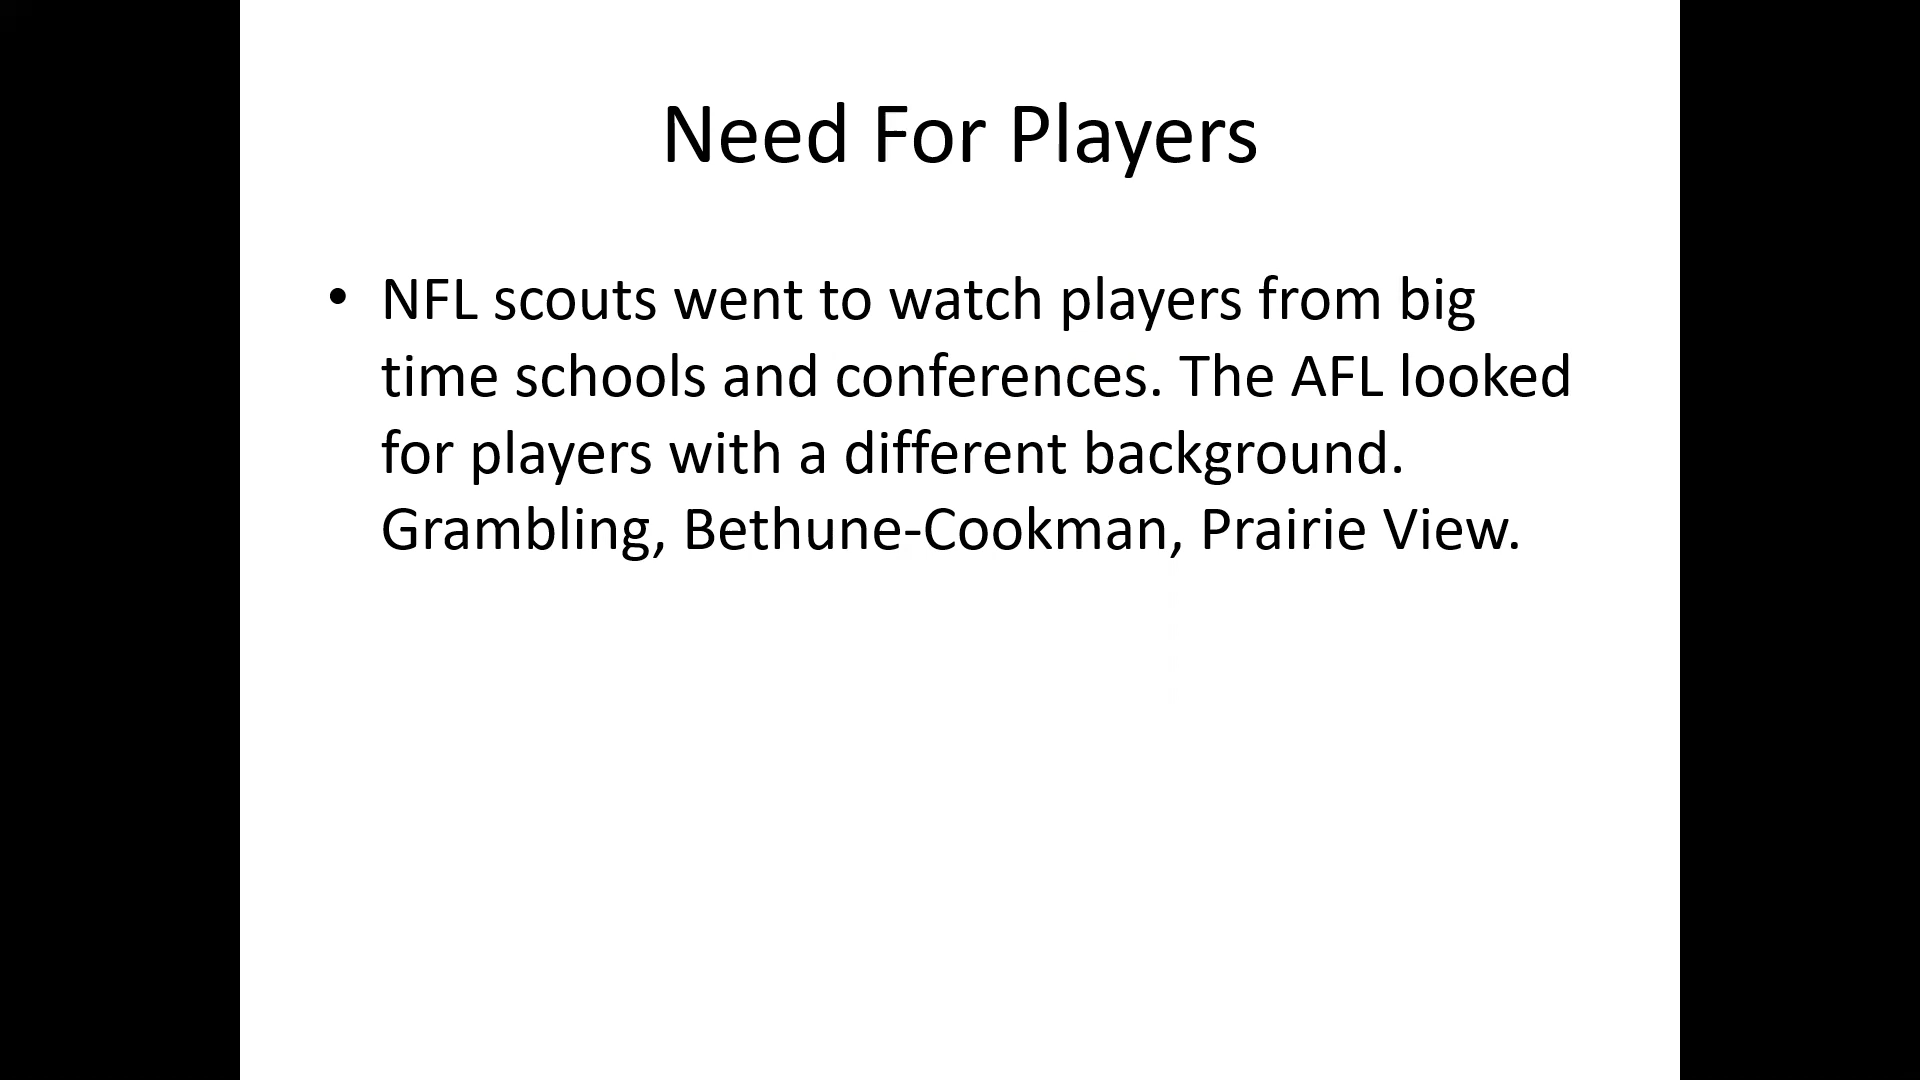 Need For Players
• NFL scouts went to watch players from big
time schools and conferences. The AFL looked
for players with a different background.
Grambling, Bethune-Cookman, Prairie View.